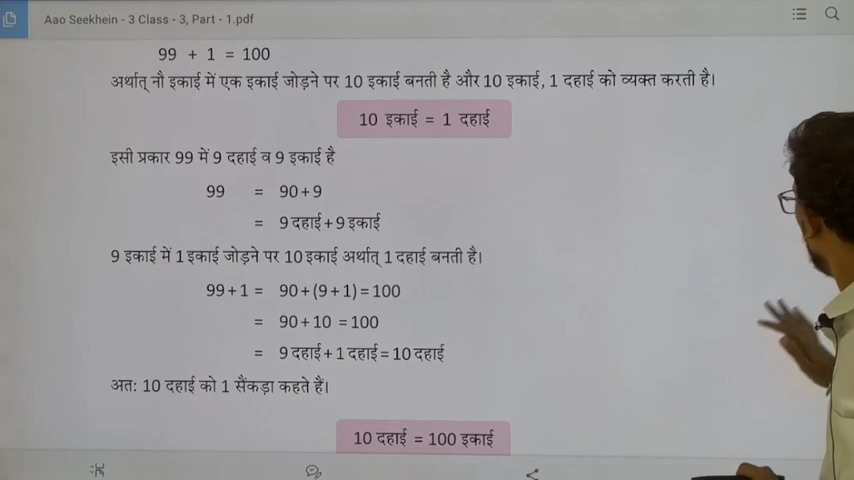 Aao Seekhein - 3 Class - 3, Part - 1.pdf
99 + 1 = 100
अर्थात् नौ इकाई में एक इकाई जोड़ने पर 10 इकाई बनती है और 10 इकाई, 1 दहाई को व्यक्त करती है।
10 इकाई = 1 दहाई
इसी प्रकार 99 में 9 दहाई व 9 इकाई है
99 = 90+9
= 9 दहाई + 9 इकाई
9 इकाई में 1 इकाई जोड़ने पर 10 इकाई अर्थात् 1 दहाई बनती है।
99+1 = 90+(9+1)=100
= 90+10 =100
= 9 दहाई + 1 दहाई = 10 दहाई
अतः 10 दहाई को 1 सैंकड़ा कहते हैं।
10 दहाई = 100 इकाई